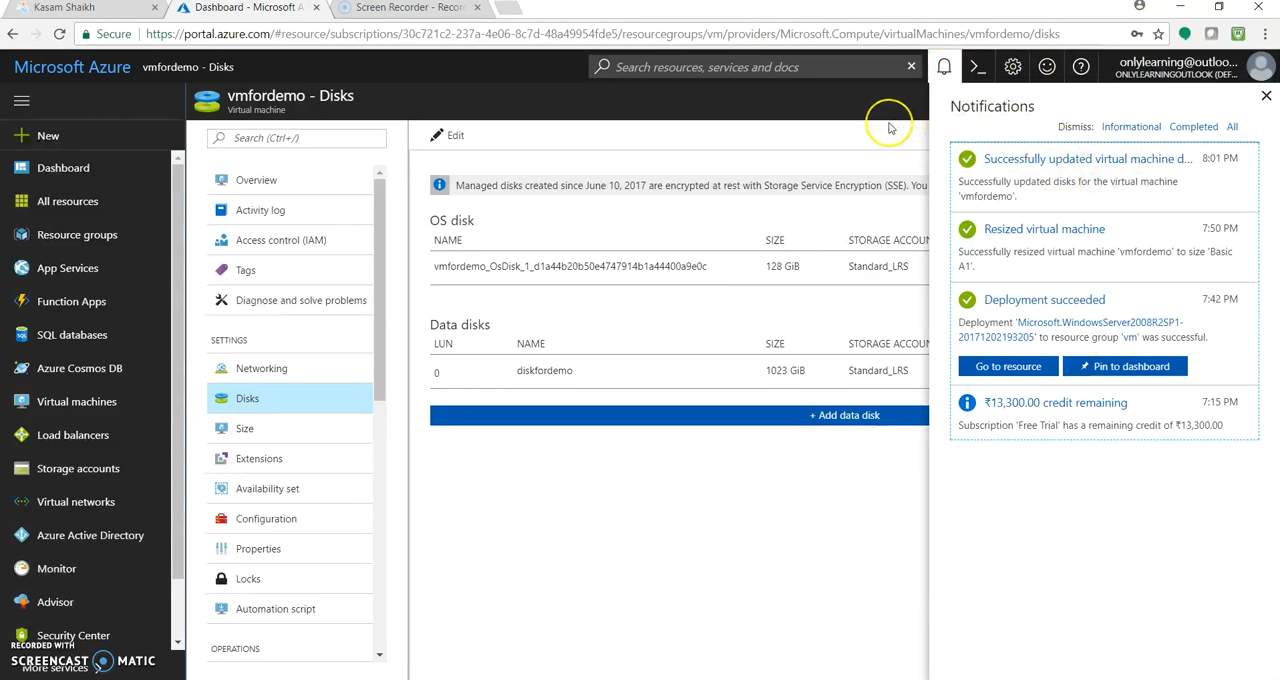 Kasam Shaikh
Dashboard - Microsoft A
Screen Recorder - Recor
Secure
https://portal.azure.com/#resource/subscriptions/30c721c2-237a-4e06-8c7d-48a49954fde5/resourcegroups/vm/providers/Microsoft.Compute/virtualMachines/vmfordemo/disks
Microsoft Azure
vmfordemo - Disks
Search resources, services and docs
onlylearning@outloo...
ONLYLEARNINGOUTLOOK (DEF...
New
Dashboard
All resources
Resource groups
App Services
Function Apps
SQL databases
Azure Cosmos DB
Virtual machines
Load balancers
Storage accounts
Virtual networks
Azure Active Directory
Monitor
Advisor
Security Center
More services
RECORDED WITH
SCREENCAST MATIC
vmfordemo - Disks
Virtual machine
Search (Ctrl+/)
Overview
Activity log
Access control (IAM)
Tags
Diagnose and solve problems
SETTINGS
Networking
Disks
Size
Extensions
Availability set
Configuration
Properties
Locks
Automation script
OPERATIONS
Edit
Managed disks created since June 10, 2017 are encrypted at rest with Storage Service Encryption (SSE). You
OS disk
NAME SIZE STORAGE ACCOUN
vmfordemo_OsDisk_1_d1a44b20b50e4747914b1a44400a9e0c 128 GiB Standard_LRS
Data disks
LUN NAME SIZE STORAGE ACCOUN
0 diskfordemo 1023 GiB Standard_LRS
+ Add data disk
Notifications
Dismiss: Informational Completed All
Successfully updated virtual machine d... 8:01 PM
Successfully updated disks for the virtual machine
'vmfordemo'.
Resized virtual machine 7:50 PM
Successfully resized virtual machine 'vmfordemo' to size 'Basic
A1'.
Deployment succeeded 7:42 PM
Deployment 'Microsoft.WindowsServer2008R2SP1-
20171202193205' to resource group 'vm' was successful.
Go to resource
Pin to dashboard
₹13,300.00 credit remaining 7:15 PM
Subscription 'Free Trial' has a remaining credit of ₹13,300.00